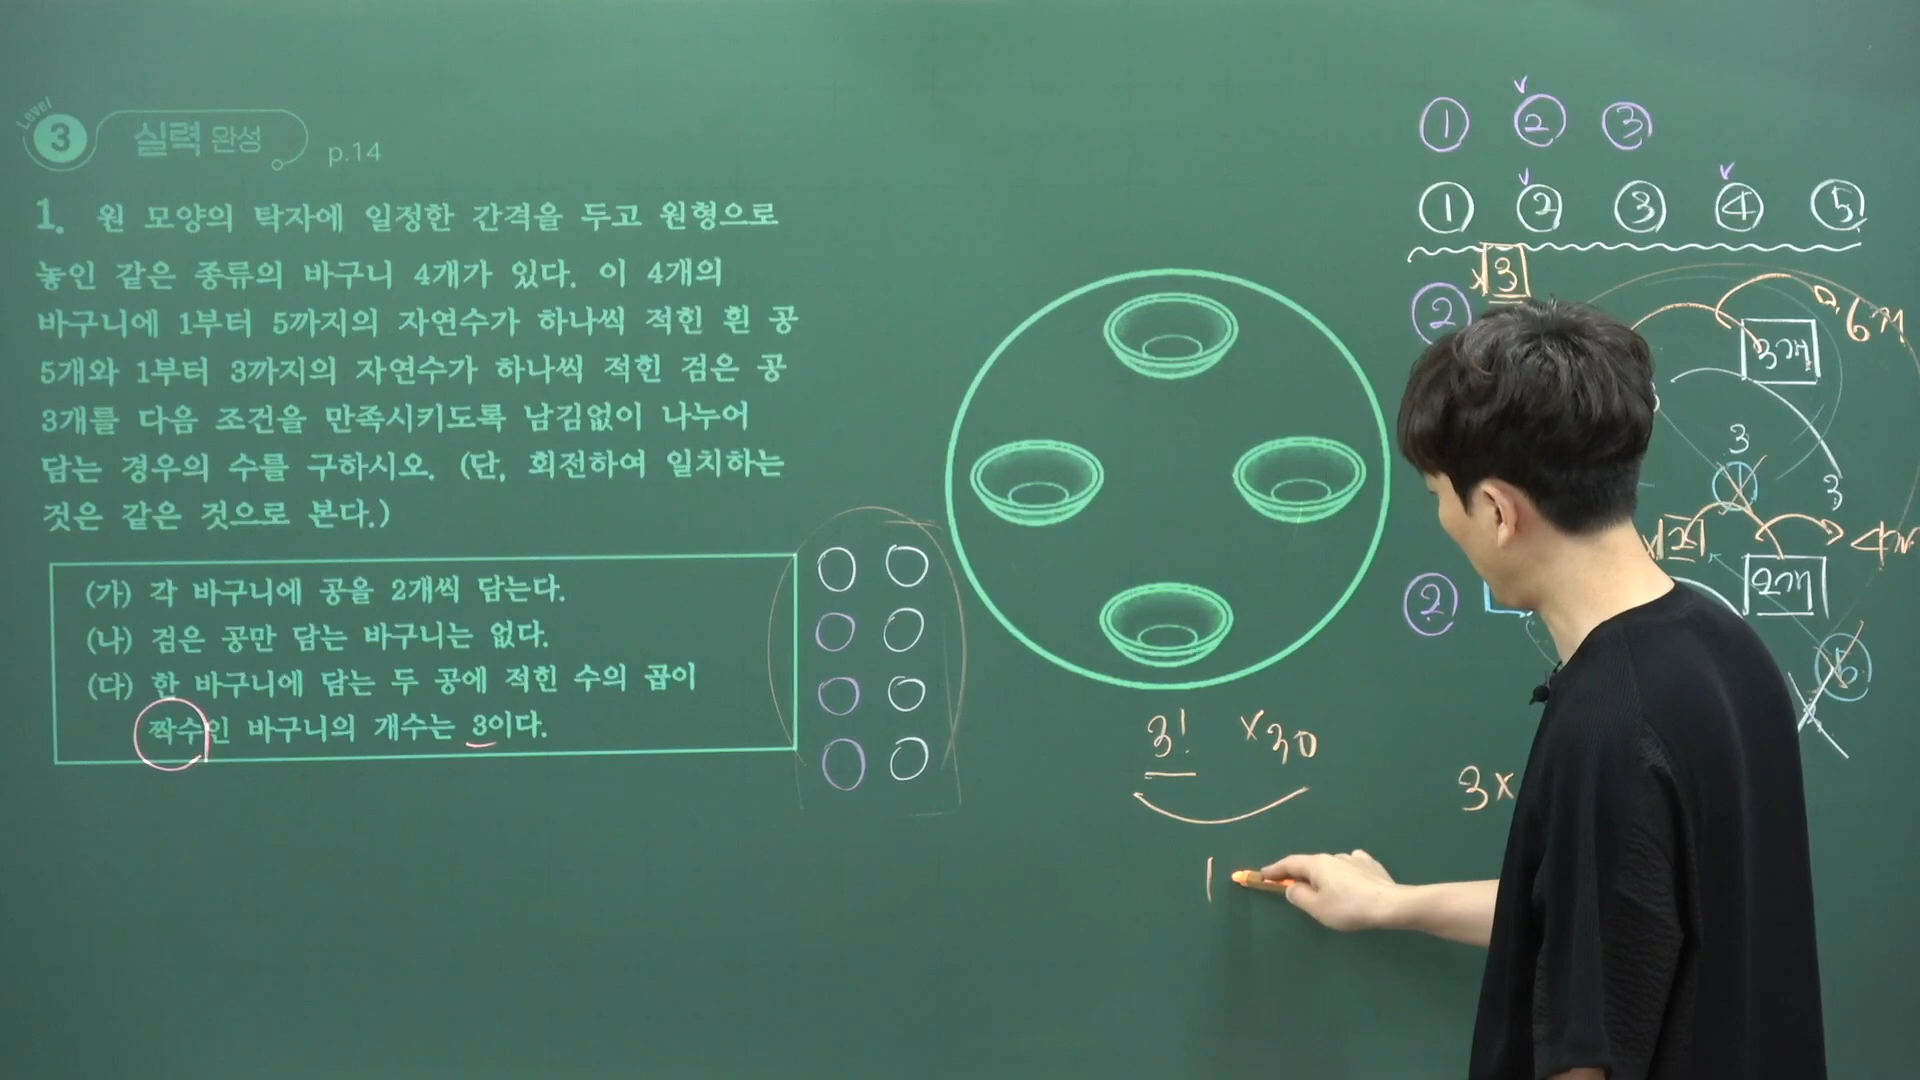 Level 3 실력 완성 p.14
1. 원 모양의 탁자에 일정한 간격을 두고 원형으로
놓인 같은 종류의 바구니 4개가 있다. 이 4개의
바구니에 1부터 5까지의 자연수가 하나씩 적힌 흰 공
5개와 1부터 3까지의 자연수가 하나씩 적힌 검은 공
3개를 다음 조건을 만족시키도록 남김없이 나누어
담는 경우의 수를 구하시오. (단, 회전하여 일치하는
것은 같은 것으로 본다.)
(가) 각 바구니에 공을 2개씩 담는다.
(나) 검은 공만 담는 바구니는 없다.
(다) 한 바구니에 담는 두 공에 적힌 수의 곱이
짝수인 바구니의 개수는 3이다.
3! ×30
1
① ② ③
① ② ③ ④ ⑤
×3
②
3개
3
3
②
2개
3×